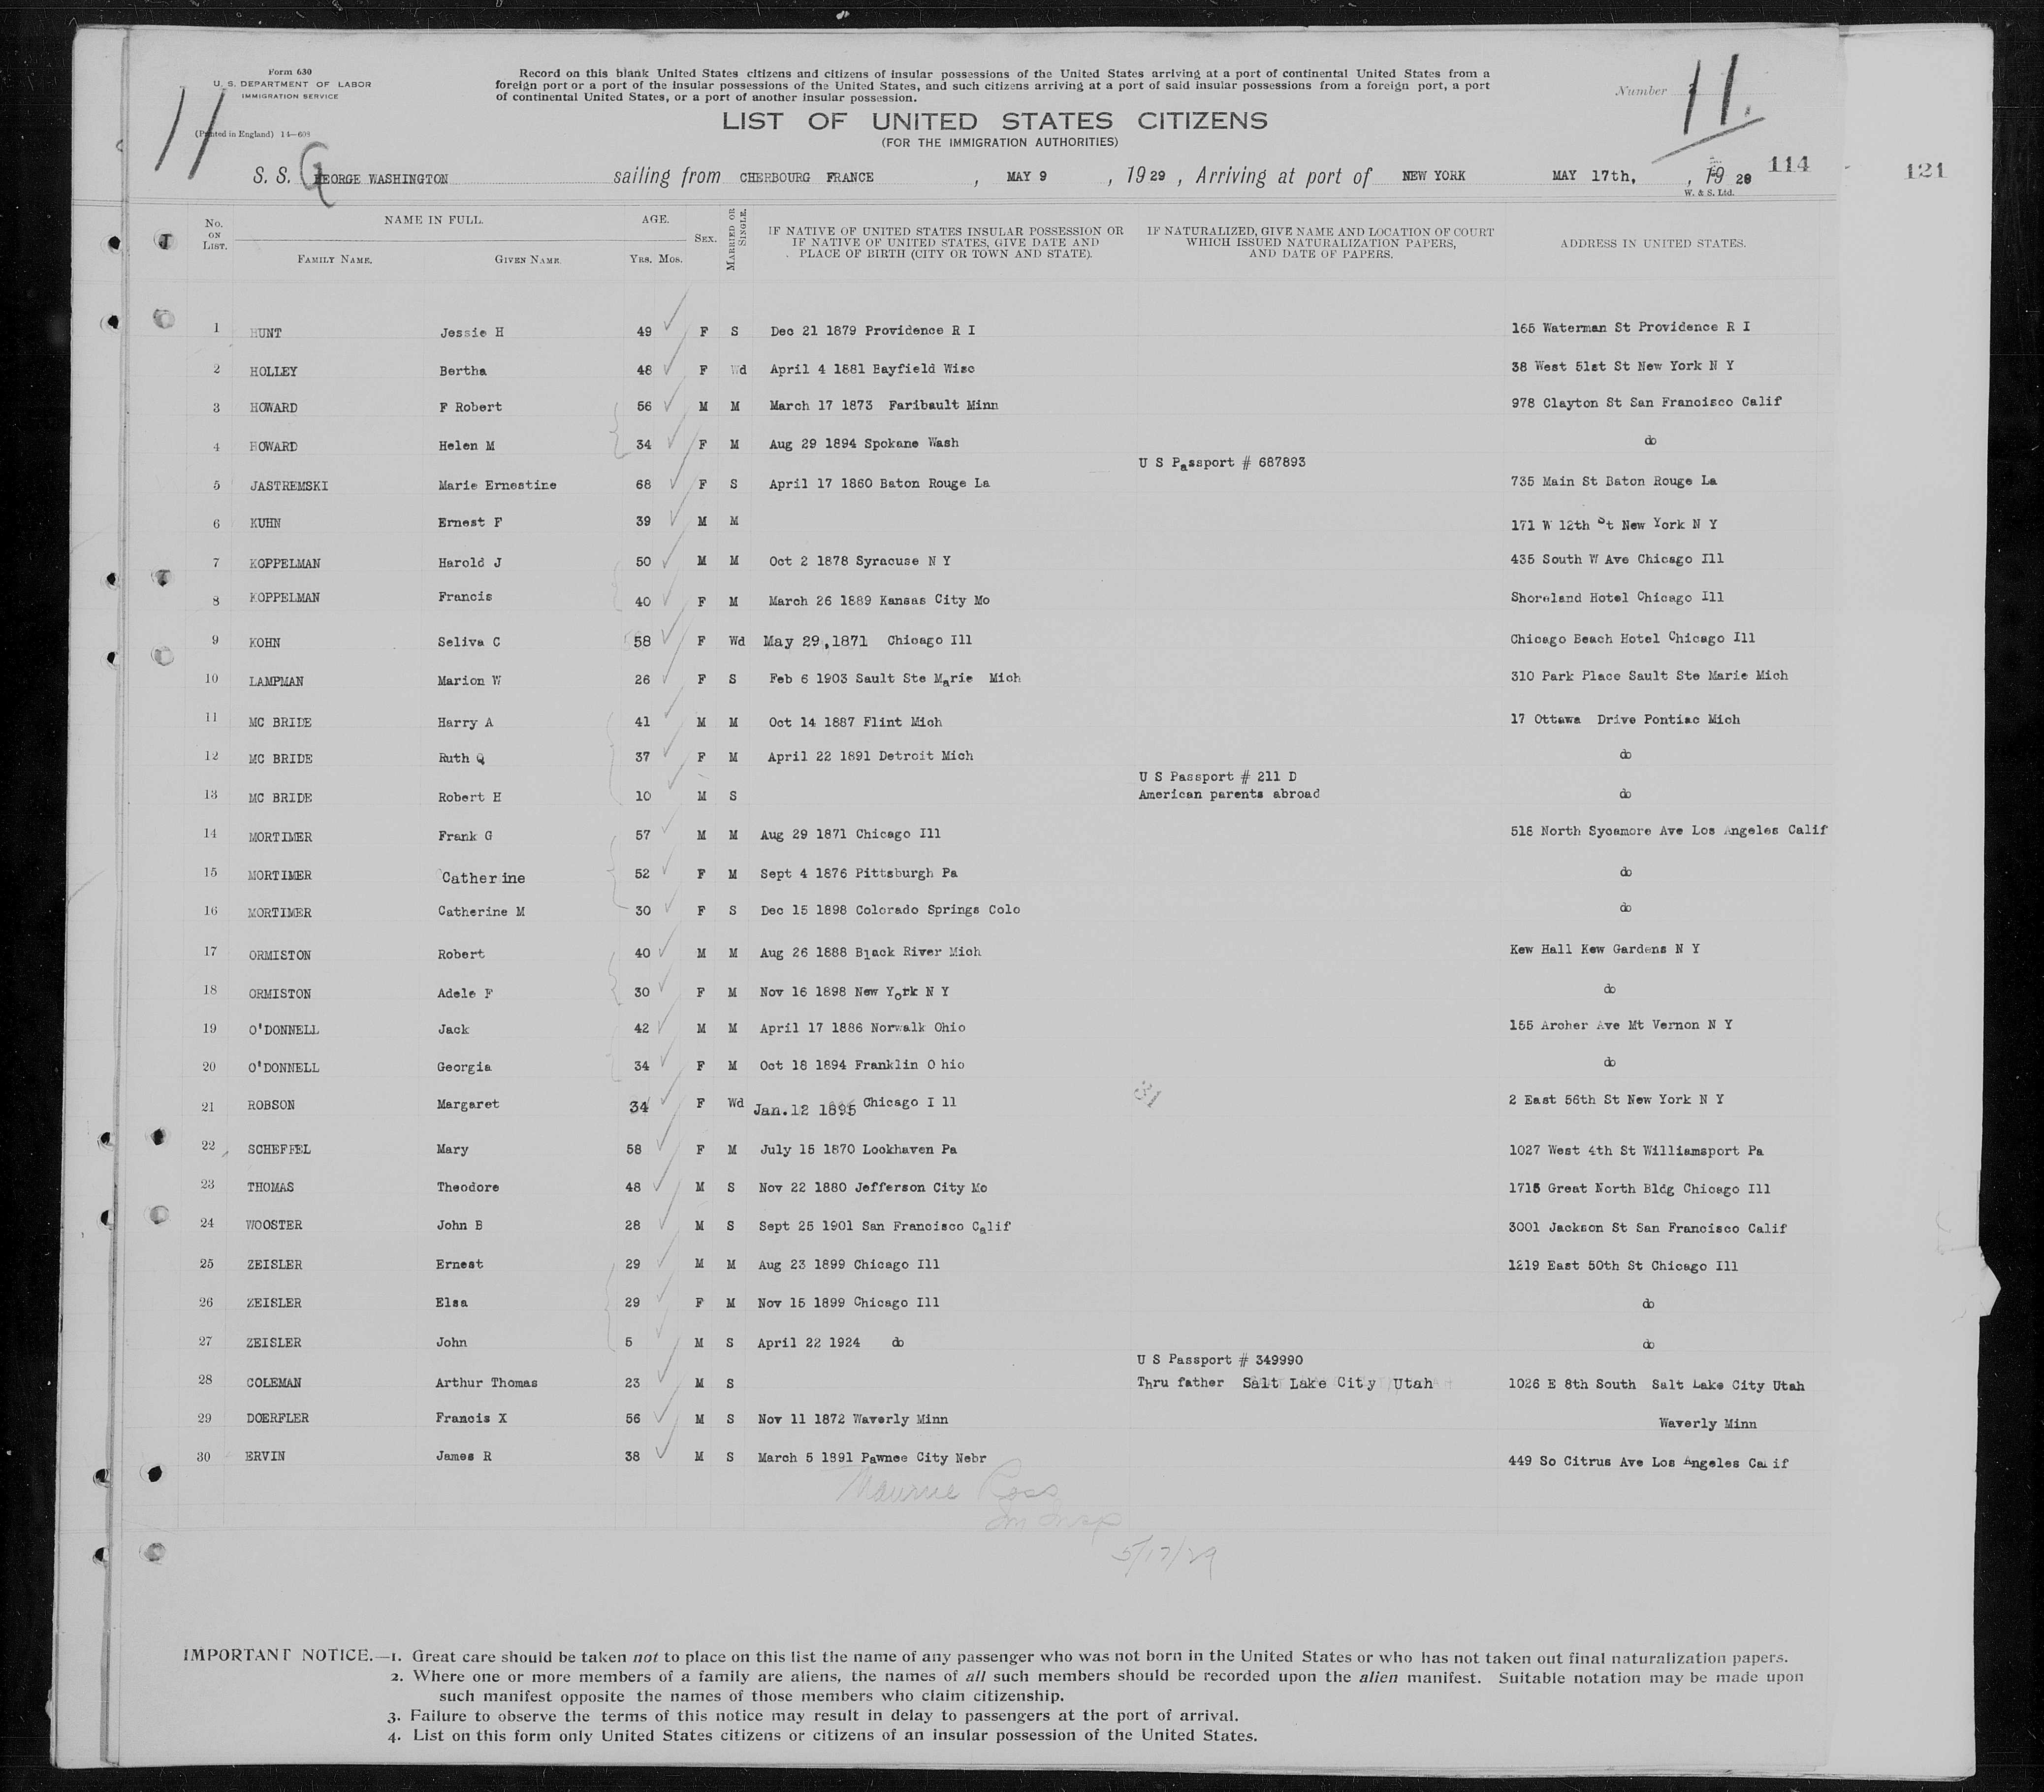 Form 630
U. S. DEPARTMENT OF LABOR
IMMIGRATION SERVICE
(Printed in England) 14—608
11
Record on this blank United States citizens and citizens of insular possessions of the United States arriving at a port of continental United States from a
foreign port or a port of the insular possessions of the United States, and such citizens arriving at a port of said insular possessions from a foreign port, a port
of continental United States, or a port of another insular possession.
Number 11.
LIST OF UNITED STATES CITIZENS
(FOR THE IMMIGRATION AUTHORITIES)
S. S. GEORGE WASHINGTON sailing from CHERBOURG FRANCE , MAY 9 , 1929 , Arriving at port of NEW YORK MAY 17th, , 1928 114 121
W. & S. Ltd.
No. ON LIST. NAME IN FULL. AGE. SEX. MARRIED OR SINGLE. IF NATIVE OF UNITED STATES INSULAR POSSESSION OR IF NATIVE OF UNITED STATES, GIVE DATE AND PLACE OF BIRTH (CITY OR TOWN AND STATE). IF NATURALIZED, GIVE NAME AND LOCATION OF COURT WHICH ISSUED NATURALIZATION PAPERS, AND DATE OF PAPERS. ADDRESS IN UNITED STATES.
FAMILY NAME. GIVEN NAME. YRS. MOS.
1 HUNT Jessie H 49 F S Dec 21 1879 Providence R I 165 Waterman St Providence R I
2 HOLLEY Bertha 48 F Wd April 4 1881 Bayfield Wisc 38 West 51st St New York N Y
3 HOWARD F Robert 56 M M March 17 1873 Faribault Minn 978 Clayton St San Francisco Calif
4 HOWARD Helen M 34 F M Aug 29 1894 Spokane Wash do
U S Passport # 687893
5 JASTREMSKI Marie Ernestine 68 F S April 17 1860 Baton Rouge La 735 Main St Baton Rouge La
6 KUHN Ernest F 39 M M 171 W 12th St New York N Y
7 KOPPELMAN Harold J 50 M M Oct 2 1878 Syracuse N Y 435 South W Ave Chicago Ill
8 KOPPELMAN Francis 40 F M March 26 1889 Kansas City Mo Shoreland Hotel Chicago Ill
9 KOHN Seliva C 58 F Wd May 29,1871 Chicago Ill Chicago Beach Hotel Chicago Ill
10 LAMPMAN Marion W 26 F S Feb 6 1903 Sault Ste Marie Mich 310 Park Place Sault Ste Marie Mich
11 MC BRIDE Harry A 41 M M Oct 14 1887 Flint Mich 17 Ottawa Drive Pontiac Mich
12 MC BRIDE Ruth Q 37 F M April 22 1891 Detroit Mich do
U S Passport # 211 D
13 MC BRIDE Robert H 10 M S American parents abroad do
14 MORTIMER Frank G 57 M M Aug 29 1871 Chicago Ill 518 North Sycamore Ave Los Angeles Calif
15 MORTIMER Catherine 52 F M Sept 4 1876 Pittsburgh Pa do
16 MORTIMER Catherine M 30 F S Dec 15 1898 Colorado Springs Colo do
17 ORMISTON Robert 40 M M Aug 26 1888 Black River Mich Kew Hall Kew Gardens N Y
18 ORMISTON Adele F 30 F M Nov 16 1898 New York N Y do
19 O'DONNELL Jack 42 M M April 17 1886 Norwalk Ohio 155 Archer Ave Mt Vernon N Y
20 O'DONNELL Georgia 34 F M Oct 18 1894 Franklin O hio do
21 ROBSON Margaret 34 F Wd Jan.12 1895 Chicago I ll 31 2 East 56th St New York N Y
22 SCHEFFEL Mary 58 F M July 15 1870 Lookhaven Pa 1027 West 4th St Williamsport Pa
23 THOMAS Theodore 48 M S Nov 22 1880 Jefferson City Mo 1715 Great North Bldg Chicago Ill
24 WOOSTER John B 28 M S Sept 25 1901 San Francisco Calif 3001 Jackson St San Francisco Calif
25 ZEISLER Ernest 29 M M Aug 23 1899 Chicago Ill 1219 East 50th St Chicago Ill
26 ZEISLER Elsa 29 F M Nov 15 1899 Chicago Ill do
27 ZEISLER John 5 M S April 22 1924 do do
U S Passport # 349990
28 COLEMAN Arthur Thomas 23 M S Thru father Salt Lake City Utah 1026 E 8th South Salt Lake City Utah
29 DOERFLER Francis X 56 M S Nov 11 1872 Waverly Minn Waverly Minn
30 ERVIN James R 38 M S March 5 1891 Pawnee City Nebr 449 So Citrus Ave Los Angeles Calif
Ross
5/17/29
IMPORTANT NOTICE.—1. Great care should be taken not to place on this list the name of any passenger who was not born in the United States or who has not taken out final naturalization papers.
2. Where one or more members of a family are aliens, the names of all such members should be recorded upon the alien manifest. Suitable notation may be made upon
such manifest opposite the names of those members who claim citizenship.
3. Failure to observe the terms of this notice may result in delay to passengers at the port of arrival.
4. List on this form only United States citizens or citizens of an insular possession of the United States.